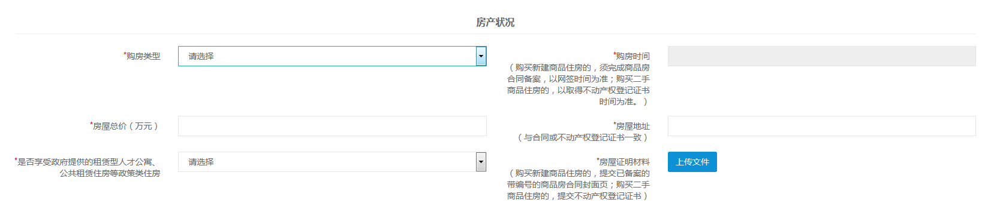 房产状况
*购房类型
请选择
*购房时间
（购买新建商品住房的，须完成商品房
合同备案，以网签时间为准；购买二手
商品住房的，以取得不动产权登记证书
时间为准。）
*房屋总价（万元）
*房屋地址
（与合同或不动产权登记证书一致）
*是否享受政府提供的租赁型人才公寓、
公共租赁住房等政策类住房
请选择
*房屋证明材料
（购买新建商品住房的，提交已备案的
带编号的商品房合同封面页；购买二手
商品住房的，提交不动产权登记证书）
上传文件